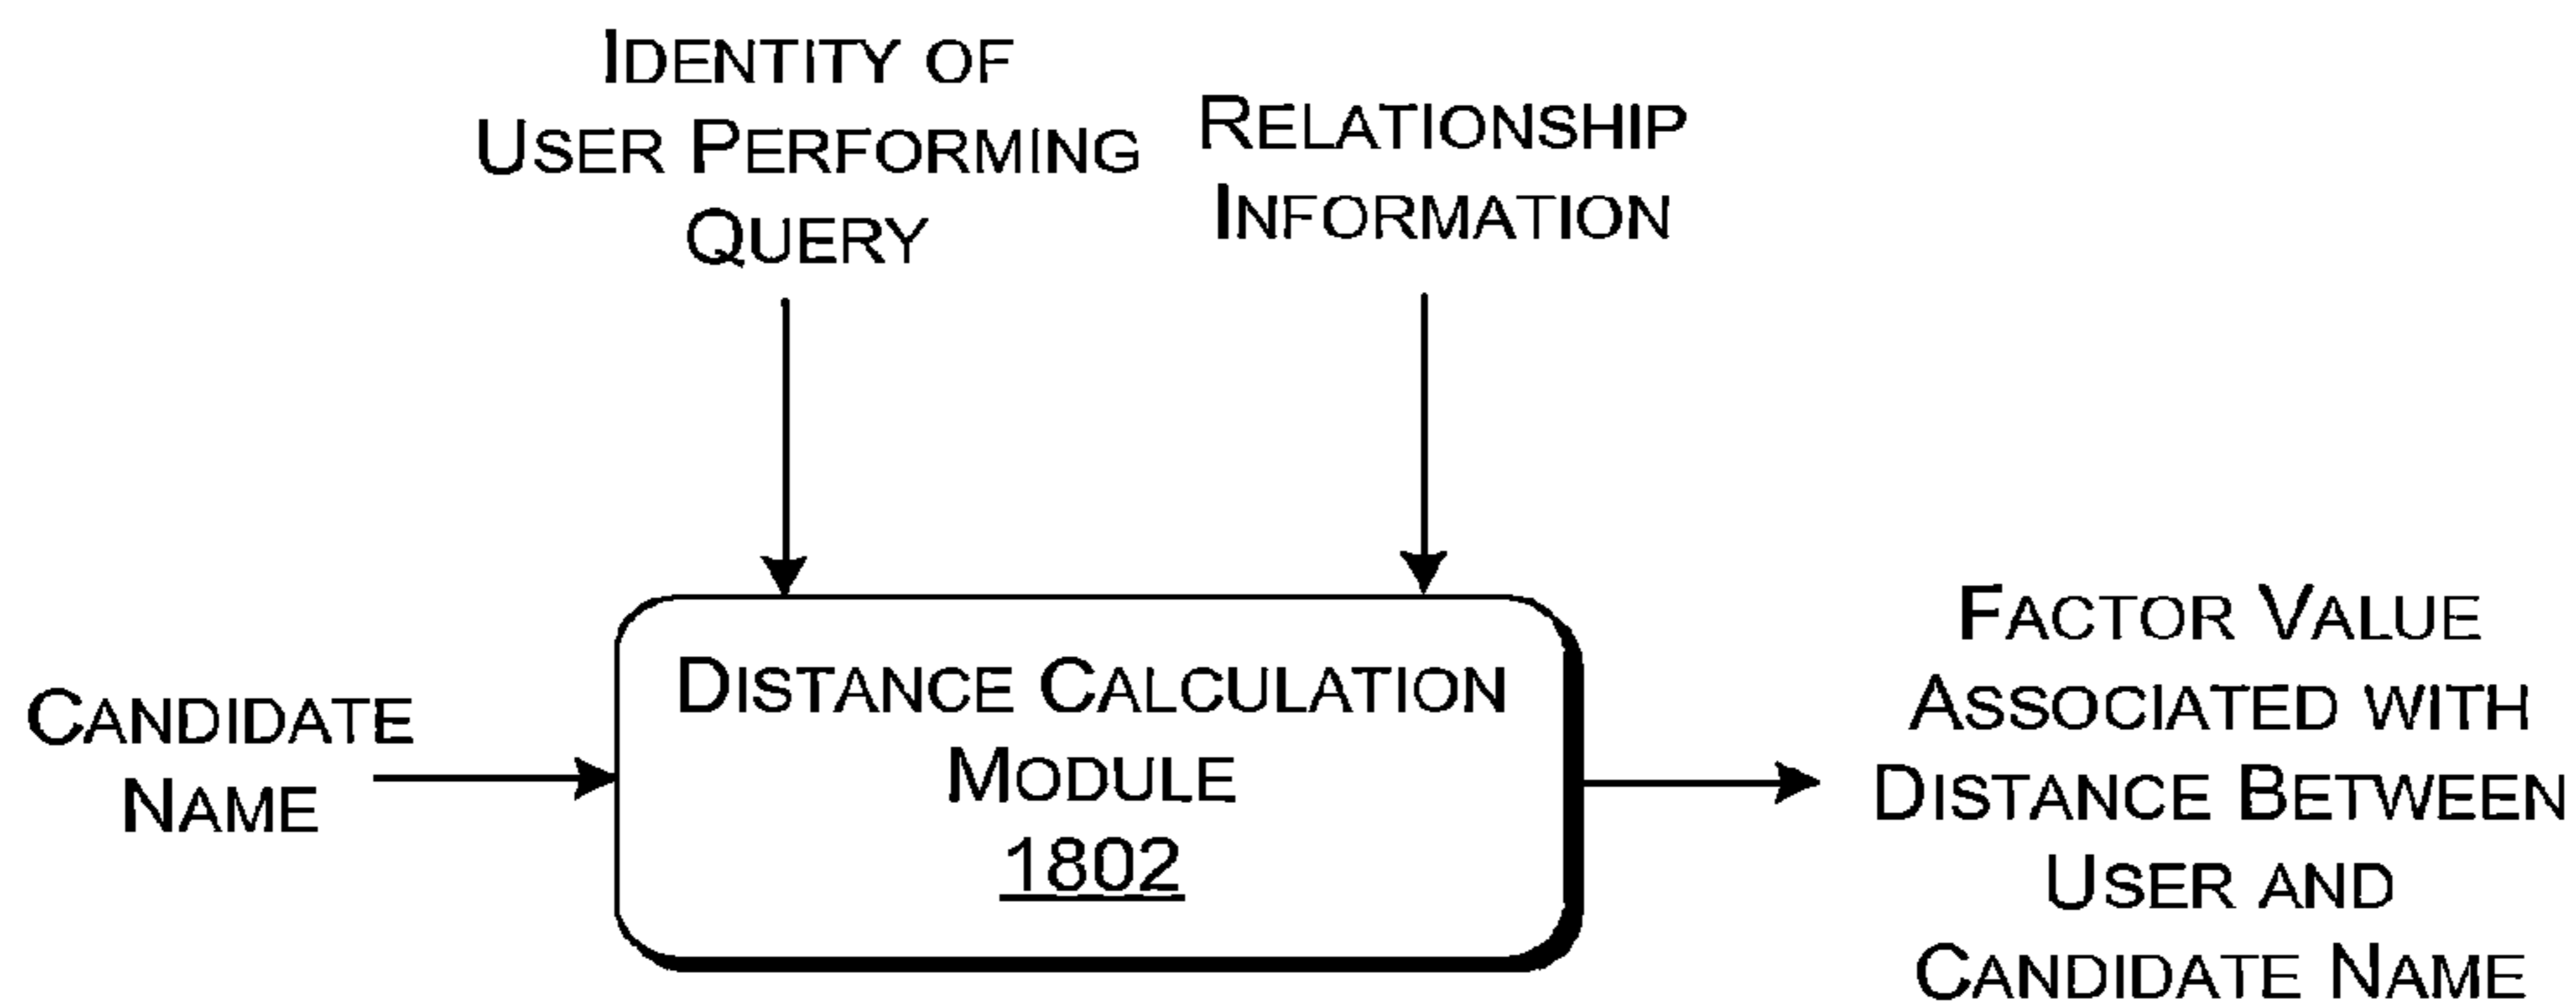 IDENTITY OF
USER PERFORMING
QUERY
RELATIONSHIP
INFORMATION
CANDIDATE
NAME
DISTANCE CALCULATION
MODULE
1802
FACTOR VALUE
ASSOCIATED WITH
DISTANCE BETWEEN
USER AND
CANDIDATE NAME